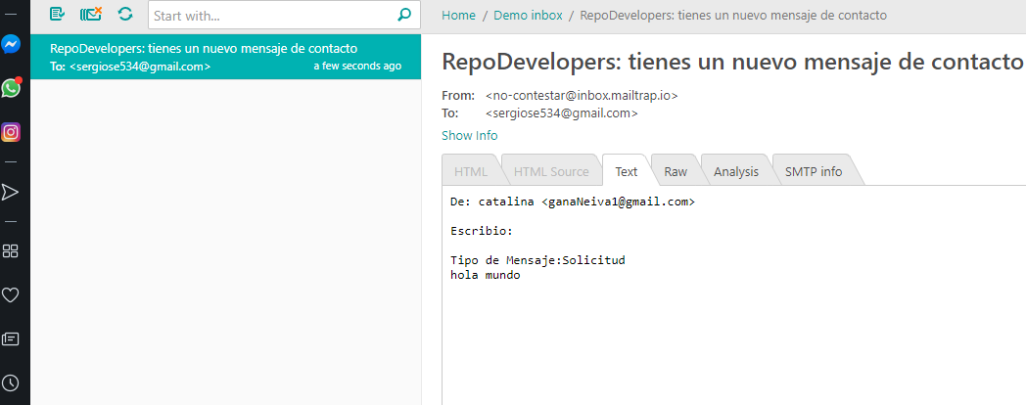 Start with...
RepoDevelopers: tienes un nuevo mensaje de contacto
To: <sergiose534@gmail.com> a few seconds ago
Home / Demo inbox / RepoDevelopers: tienes un nuevo mensaje de contacto
RepoDevelopers: tienes un nuevo mensaje de contacto
From: <no-contestar@inbox.mailtrap.io>
To: <sergiose534@gmail.com>
Show Info
HTML HTML Source Text Raw Analysis SMTP info
De: catalina <ganaNeiva1@gmail.com>
Escribio:
Tipo de Mensaje:Solicitud
hola mundo